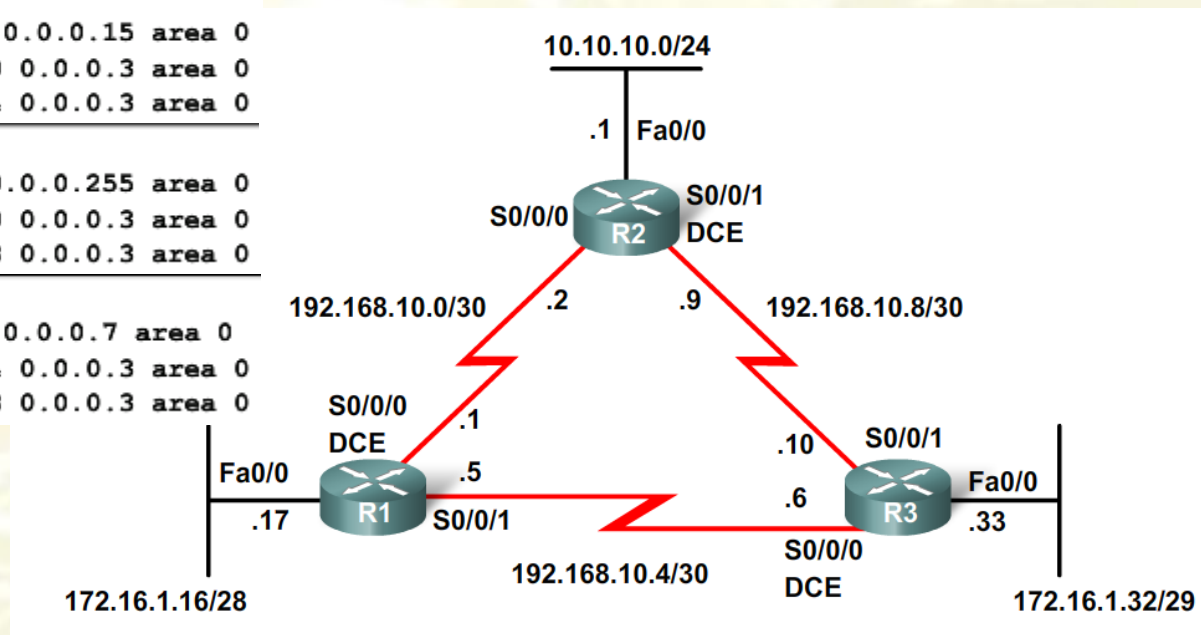 0.0.0.15 area 0
0.0.0.3 area 0
0.0.0.3 area 0
.0.0.255 area 0
0.0.0.3 area 0
0.0.0.3 area 0
0.0.0.7 area 0
0.0.0.3 area 0
0.0.0.3 area 0
10.10.10.0/24
.1 Fa0/0
S0/0/0 R2 S0/0/1
DCE
192.168.10.0/30 .2 .9 192.168.10.8/30
S0/0/0
DCE
.1
.10 S0/0/1
Fa0/0 .5
.17 R1 S0/0/1
.6 R3 Fa0/0
.33
S0/0/0
DCE
192.168.10.4/30
172.16.1.16/28
172.16.1.32/29